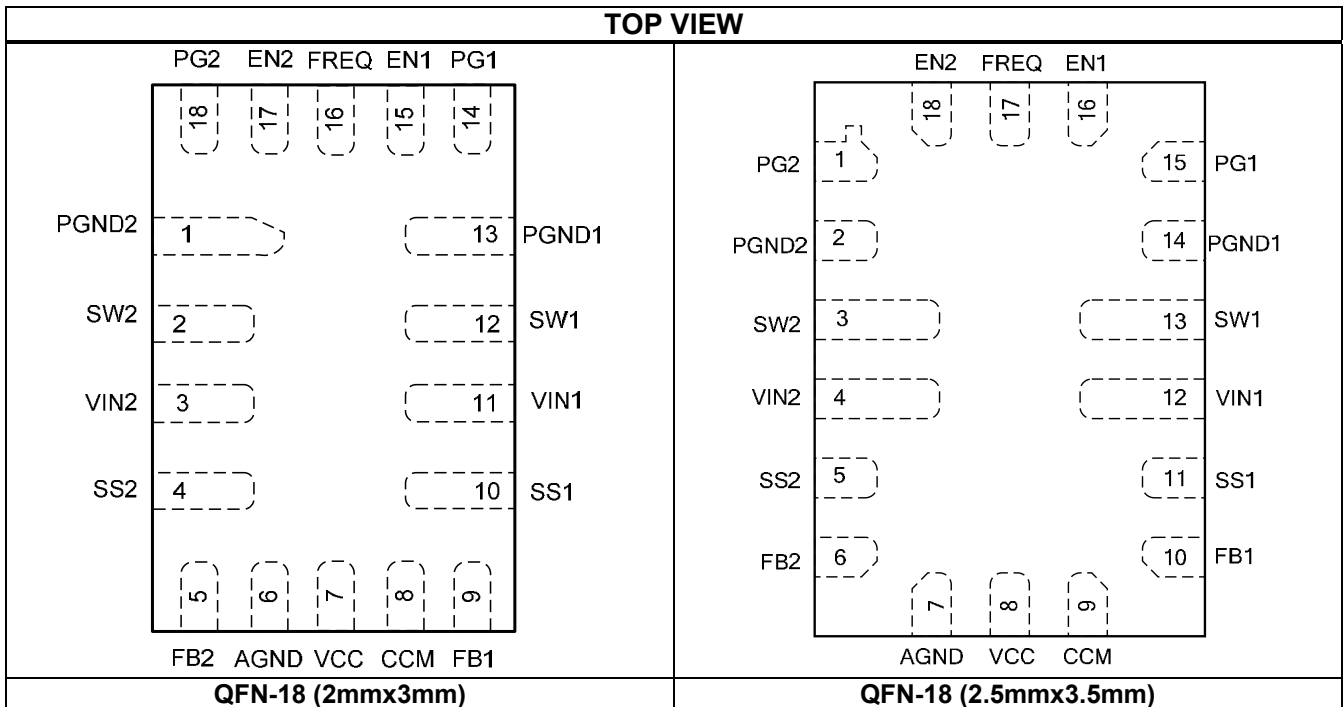 TOP VIEW
PG2 EN2 FREQ EN1 PG1
18 17 16 15 14
PGND2 1 13 PGND1
SW2 2 12 SW1
VIN2 3 11 VIN1
SS2 4 10 SS1
5 6 7 8 9
FB2 AGND VCC CCM FB1
QFN-18 (2mmx3mm)
EN2 FREQ EN1
18 17 16
PG2 1 15 PG1
PGND2 2 14 PGND1
SW2 3 13 SW1
VIN2 4 12 VIN1
SS2 5 11 SS1
FB2 6 10 FB1
7 8 9
AGND VCC CCM
QFN-18 (2.5mmx3.5mm)